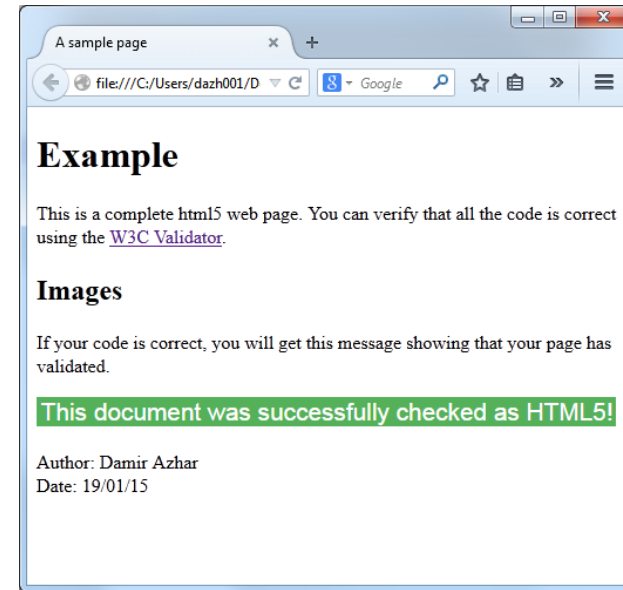 A sample page
file:///C:/Users/dazh001/D
Google
Example
This is a complete html5 web page. You can verify that all the code is correct
using the W3C Validator.
Images
If your code is correct, you will get this message showing that your page has
validated.
This document was successfully checked as HTML5!
Author: Damir Azhar
Date: 19/01/15